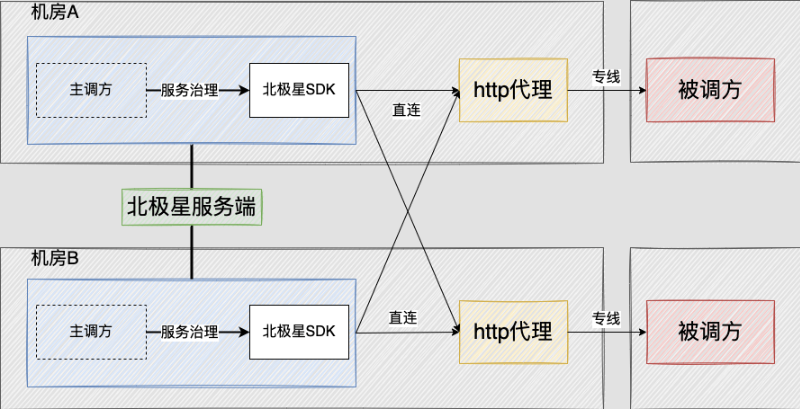 机房A
主调方
服务治理
北极星SDK
直连
http代理
专线
被调方
北极星服务端
机房B
主调方
服务治理
北极星SDK
直连
http代理
专线
被调方